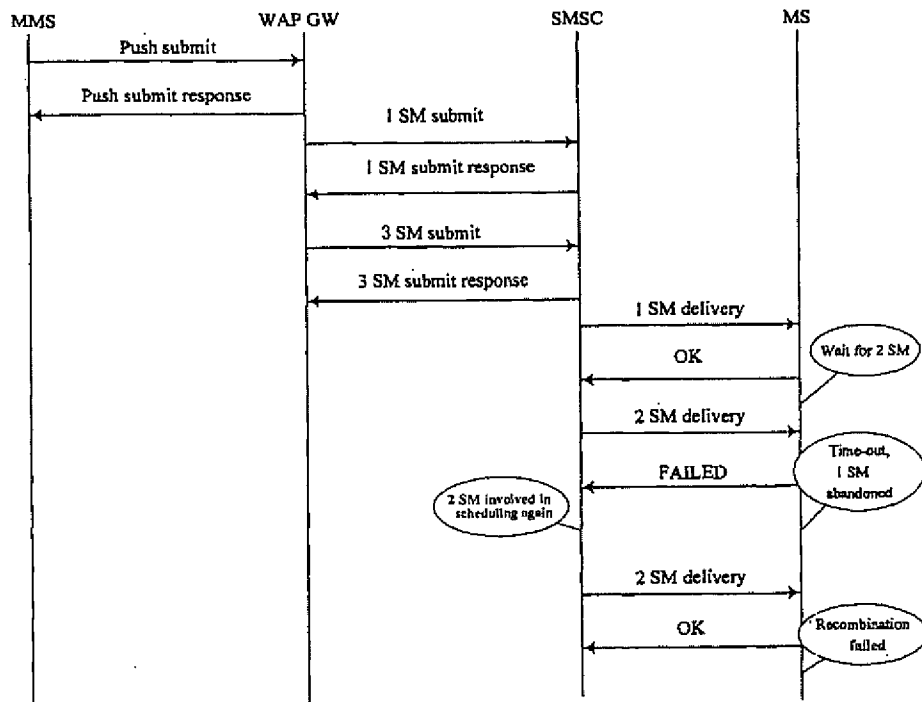 MMS
WAP GW
SMSC
MS
Push submit
Push submit response
1 SM submit
1 SM submit response
3 SM submit
3 SM submit response
1 SM delivery
Wait for 2 SM
OK
2 SM delivery
Time-out,
1 SM
abandoned
FAILED
2 SM involved in
scheduling again
2 SM delivery
OK
Recombination
failed